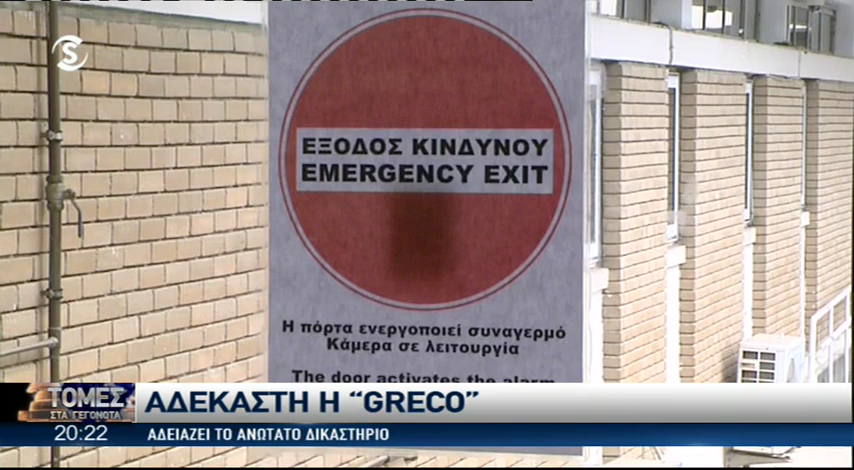 S
ΕΞΟΔΟΣ ΚΙΝΔΥΝΟΥ
EMERGENCY EXIT
Η πόρτα ενεργοποιεί συναγερμό
Κάμερα σε λειτουργία
The door activates the alarm
ΤΟΜΕΣ
ΣΤΑ ΓΕΓΟΝΟΤΑ
ΑΔΕΚΑΣΤΗ Η “GRECO”
20:22
ΑΔΕΙΑΖΕΙ ΤΟ ΑΝΩΤΑΤΟ ΔΙΚΑΣΤΗΡΙΟ